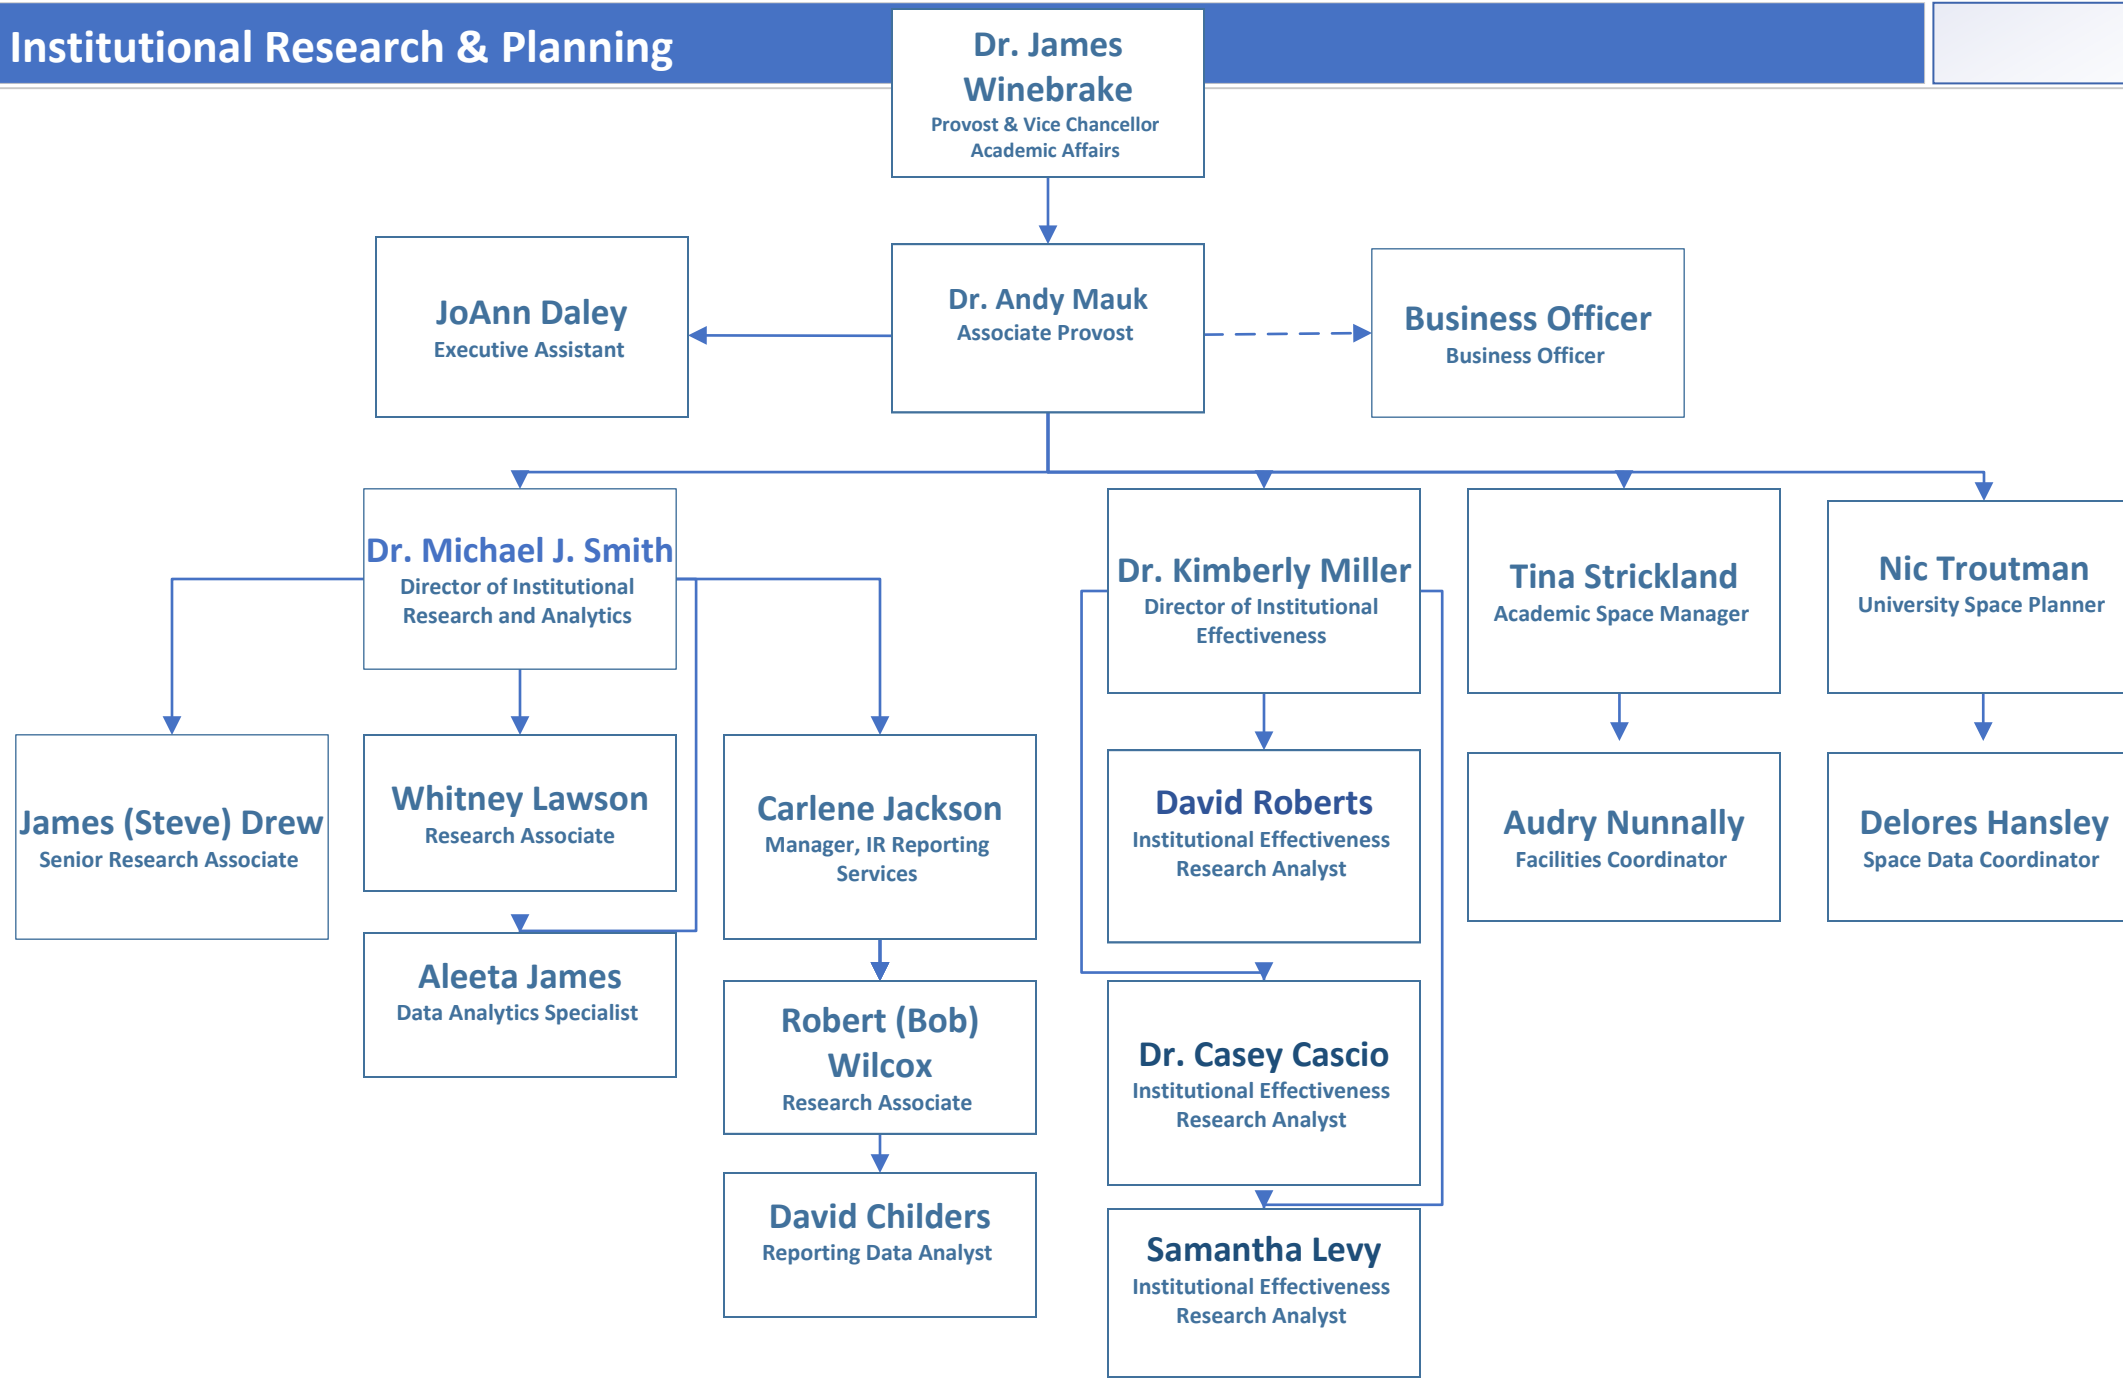 Institutional Research & Planning
Dr. James
Winebrake
Provost & Vice Chancellor
Academic Affairs
JoAnn Daley
Executive Assistant
Dr. Andy Mauk
Associate Provost
Business Officer
Business Officer
Dr. Michael J. Smith
Director of Institutional
Research and Analytics
Dr. Kimberly Miller
Director of Institutional
Effectiveness
Tina Strickland
Academic Space Manager
Nic Troutman
University Space Planner
James (Steve) Drew
Senior Research Associate
Whitney Lawson
Research Associate
Carlene Jackson
Manager, IR Reporting
Services
David Roberts
Institutional Effectiveness
Research Analyst
Audry Nunnally
Facilities Coordinator
Delores Hansley
Space Data Coordinator
Aleeta James
Data Analytics Specialist
Robert (Bob)
Wilcox
Research Associate
Dr. Casey Cascio
Institutional Effectiveness
Research Analyst
David Childers
Reporting Data Analyst
Samantha Levy
Institutional Effectiveness
Research Analyst